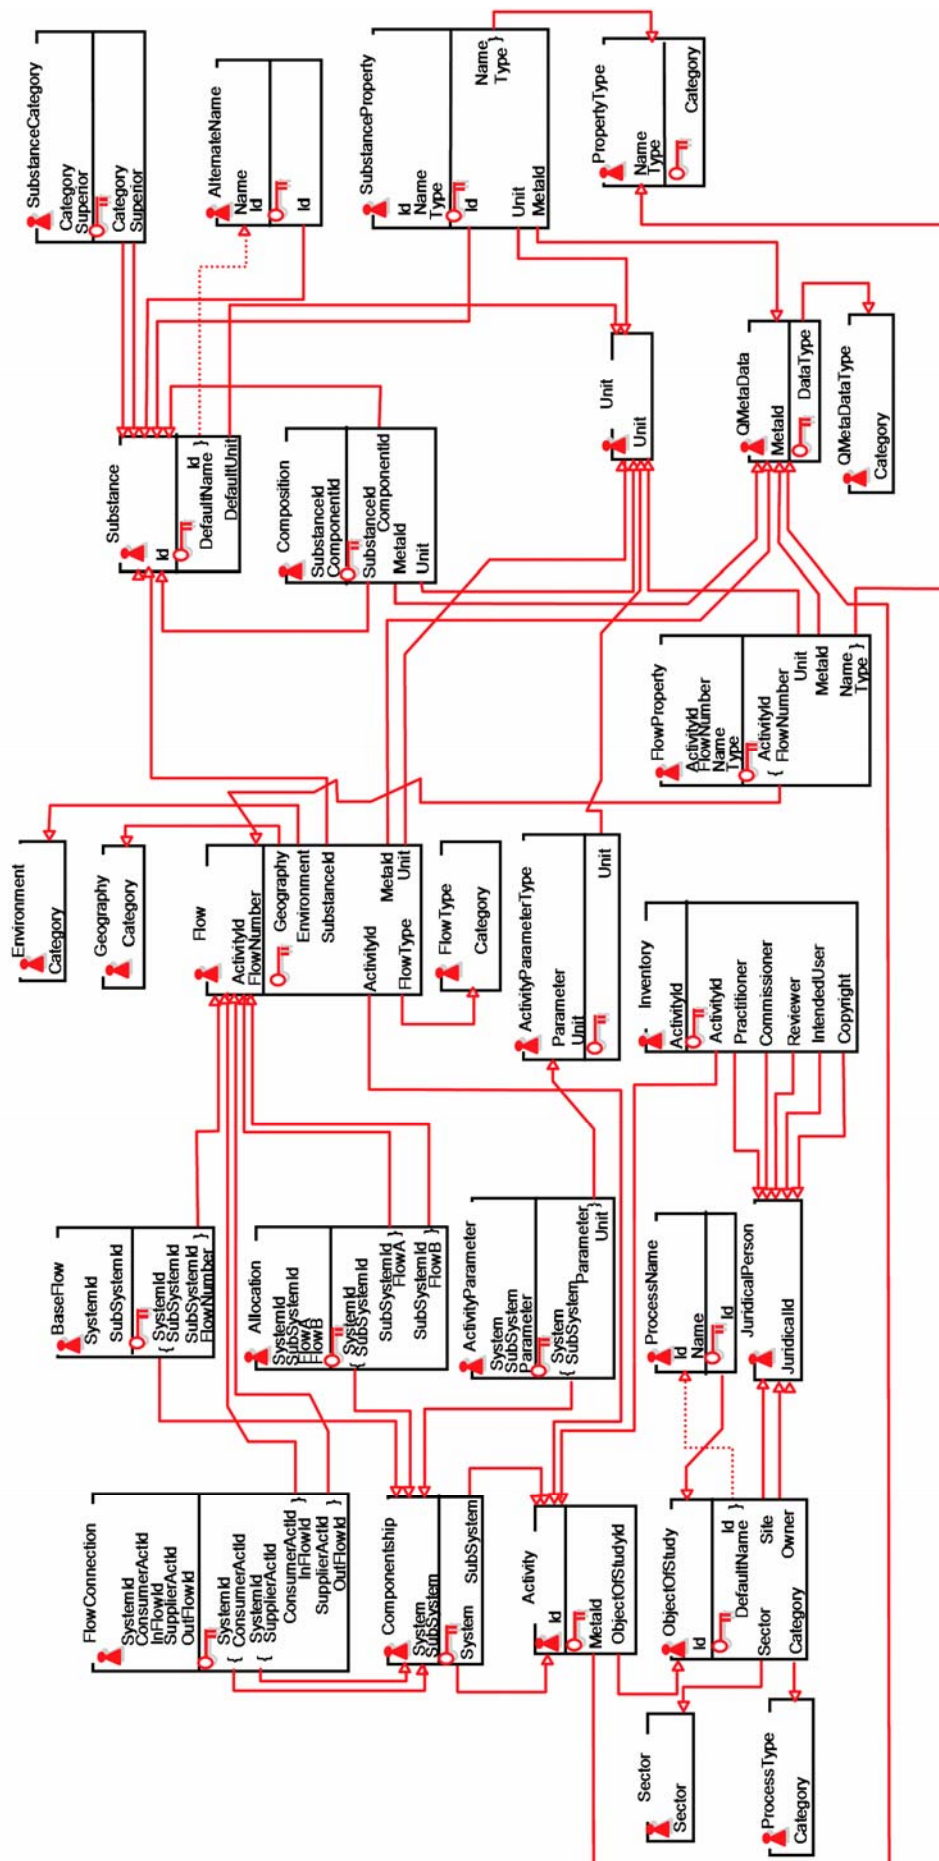 SubstanceCategory
Category
Superior
Category
Superior
AlternateName
Name
Id
Id
SubstanceProperty
Id
Name
Type
Id
Unit
MetaId
Name }
Type
PropertyType
Name
Type
Category
Substance
Id
Id }
DefaultName
DefaultUnit
Composition
SubstanceId
ComponentId
SubstanceId
ComponentId
MetaId
Unit
Unit
Unit
QMetaData
MetaId
DataType
QMetaDataType
Category
FlowProperty
ActivityId
FlowNumber
Name
Type
ActivityId
{ FlowNumber
Unit
MetaId
Name }
Type
Environment
Category
Geography
Category
Flow
ActivityId
FlowNumber
Geography
Environment
SubstanceId
ActivityId
MetaId
FlowType
Unit
FlowType
Category
ActivityParameterType
Parameter
Unit
Unit
Inventory
ActivityId
ActivityId
Practitioner
Commissioner
Reviewer
IntendedUser
Copyright
BaseFlow
SystemId
SubSystemId
SystemId
{ SubSystemId
SubSystemId
FlowNumber }
Allocation
SystemId
SubSystemId
FlowA
FlowB
SystemId
{ SubSystemId
SubSystemId
FlowA }
SubSystemId
FlowB }
ActivityParameter
System
SubSystem
Parameter
System
{ SubSystem
Parameter
Unit }
ProcessName
Id
Name
Id
JuridicalPerson
JuridicalId
FlowConnection
SystemId
ConsumerActId
InFlowId
SupplierActId
OutFlowId
SystemId
{ ConsumerActId
SystemId
{ SupplierActId
ConsumerActId
InFlowId }
SupplierActId
OutFlowId }
Componentship
System
SubSystem
System
SubSystem
Activity
Id
MetaId
ObjectOfStudyId
ObjectOfStudy
Id
Id }
DefaultName
Sector
Site
Category
Owner
Sector
Sector
ProcessType
Category